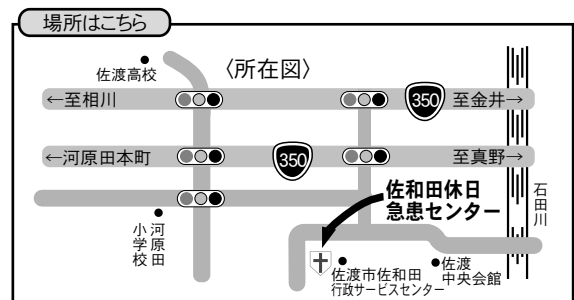 場所はこちら
〈所在図〉
佐渡高校
←至相川
350
至金井→
←河原田本町
350
至真野→
佐和田休日
急患センター
石田川
河原田
小学校
佐渡市佐和田
行政サービスセンター
佐渡
中央会館